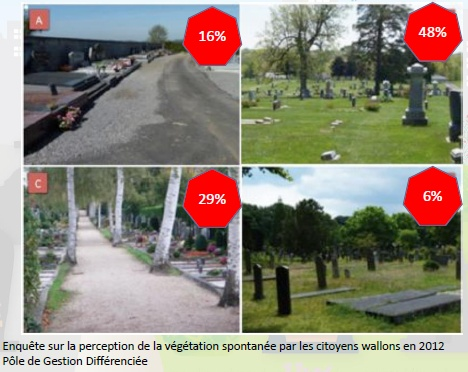 A
16%
48%
C
29%
6%
Enquête sur la perception de la végétation spontanée par les citoyens wallons en 2012
Pôle de Gestion Différenciée